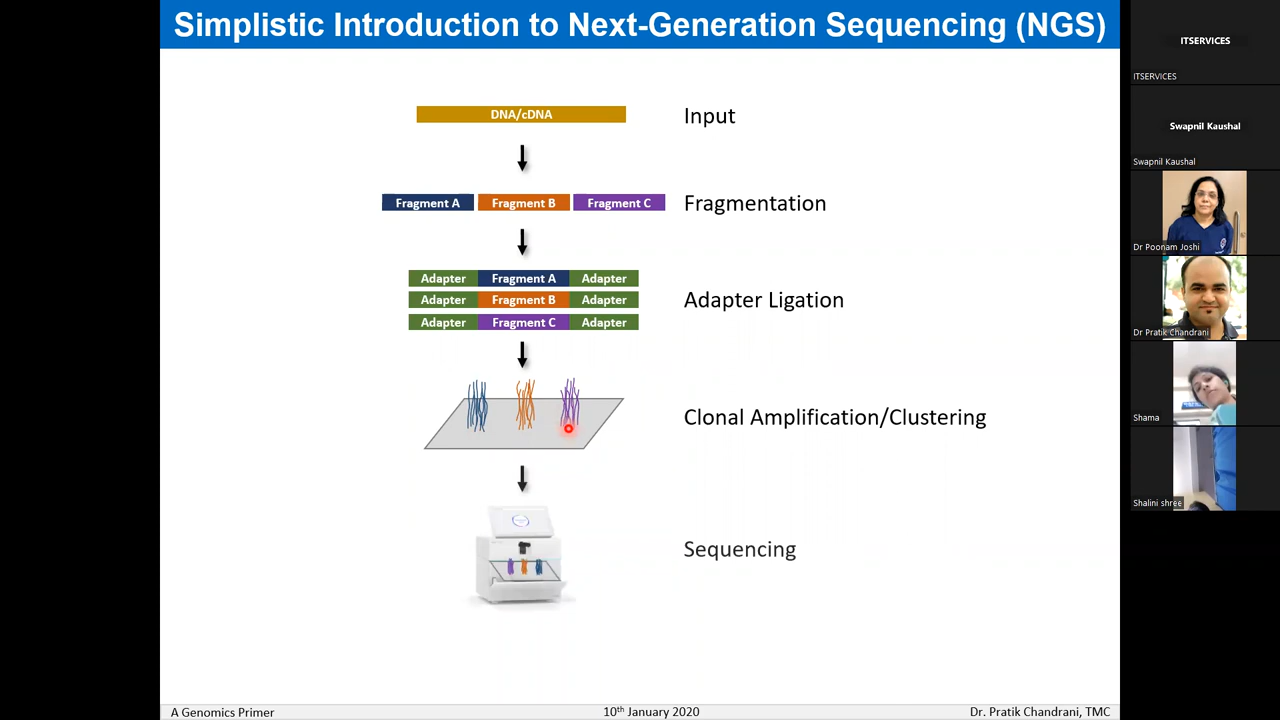 Simplistic Introduction to Next-Generation Sequencing (NGS)
DNA/cDNA
Input
Fragment A
Fragment B
Fragment C
Fragmentation
Adapter Fragment A Adapter
Adapter Fragment B Adapter
Adapter Fragment C Adapter
Adapter Ligation
Clonal Amplification/Clustering
Sequencing
A Genomics Primer
10th January 2020
Dr. Pratik Chandrani, TMC
ITSERVICES
ITSERVICES
Swapnil Kaushal
Swapnil Kaushal
Dr Poonam Joshi
Dr Pratik Chandrani
Shama
Shalini shree